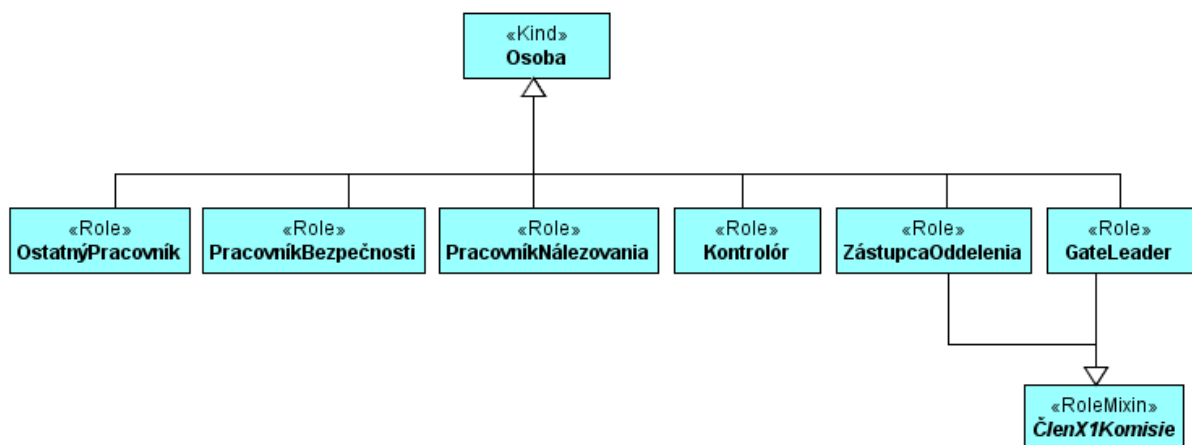 «Kind»
Osoba
«Role»
OstatnýPracovník
«Role»
PracovníkBezpečnosti
«Role»
PracovníkNálezovania
«Role»
Kontrolór
«Role»
ZástupcaOddelenia
«Role»
GateLeader
«RoleMixin»
ČlenX1Komisie